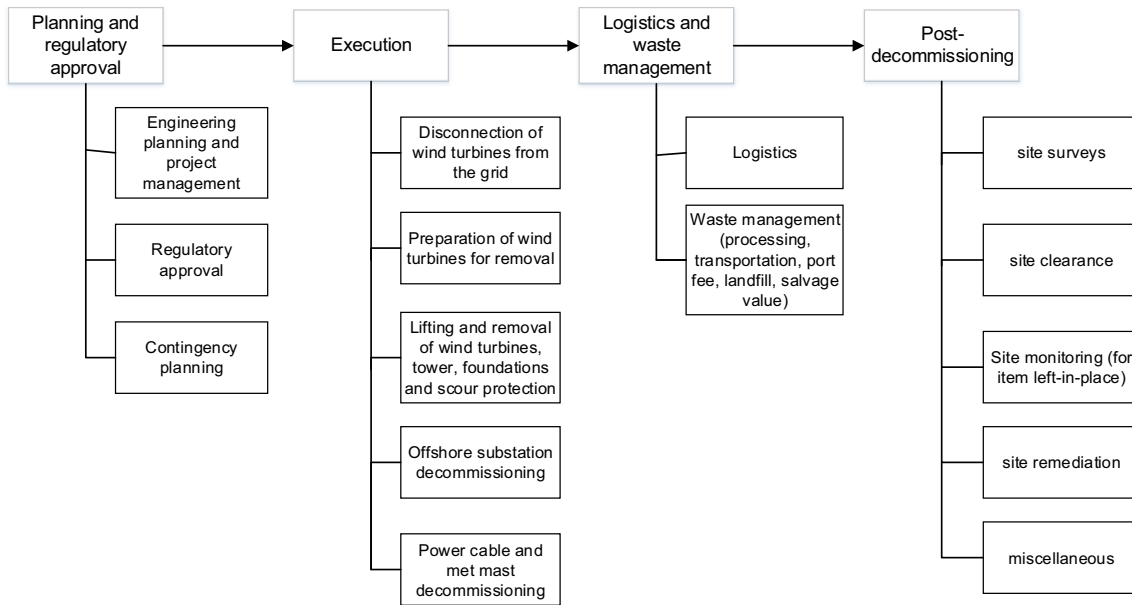 Planning and
regulatory
approval
Engineering
planning and
project
management
Regulatory
approval
Contingency
planning
Execution
Disconnection of
wind turbines from
the grid
Preparation of wind
turbines for removal
Lifting and removal
of wind turbines,
tower, foundations
and scour protection
Offshore substation
decommissioning
Power cable and
met mast
decommissioning
Logistics and
waste
management
Logistics
Waste management
(processing,
transportation, port
fee, landfill, salvage
value)
Post-
decommissioning
site surveys
site clearance
Site monitoring (for
item left-in-place)
site remediation
miscellaneous